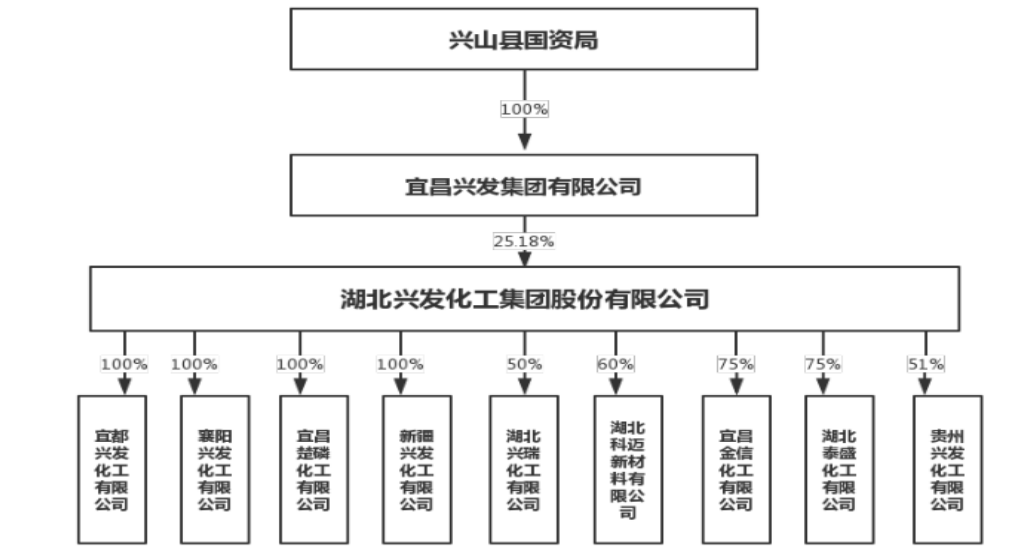 兴山县国资局
100%
宜昌兴发集团有限公司
25.18%
湖北兴发化工集团股份有限公司
100%
100%
100%
100%
50%
60%
75%
75%
51%
宜都
兴发
化工
有限
公司
襄阳
兴发
化工
有限
公司
宜昌
楚磷
化工
有限
公司
新疆
兴发
化工
有限
公司
湖北
兴瑞
化工
有限
公司
湖北
科迈
新材
料有
限公
司
宜昌
金信
化工
有限
公司
湖北
泰盛
化工
有限
公司
贵州
兴发
化工
有限
公司